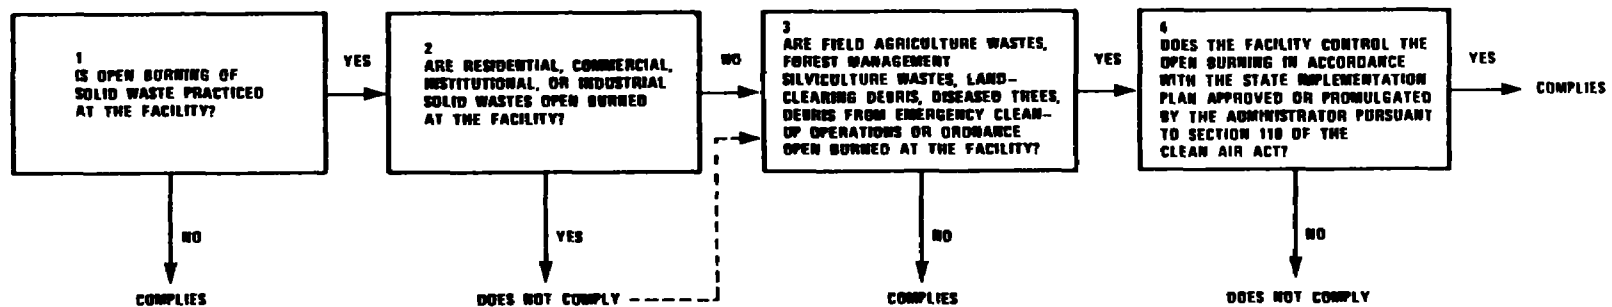 1
IS OPEN BURNING OF
SOLID WASTE PRACTICED
AT THE FACILITY?
YES
NO
COMPLIES
2
ARE RESIDENTIAL, COMMERCIAL,
INSTITUTIONAL, OR INDUSTRIAL
SOLID WASTES OPEN BURNED
AT THE FACILITY?
NO
YES
DOES NOT COMPLY
3
ARE FIELD AGRICULTURE WASTES,
FOREST MANAGEMENT
SILVICULTURE WASTES, LAND-
CLEARING DEBRIS, DISEASED TREES,
DEBRIS FROM EMERGENCY CLEAN-
UP OPERATIONS OR ORDNANCE
OPEN BURNED AT THE FACILITY?
YES
NO
COMPLIES
4
DOES THE FACILITY CONTROL THE
OPEN BURNING IN ACCORDANCE
WITH THE STATE IMPLEMENTATION
PLAN APPROVED OR PROMULGATED
BY THE ADMINISTRATOR PURSUANT
TO SECTION 110 OF THE
CLEAN AIR ACT?
YES
COMPLIES
NO
DOES NOT COMPLY